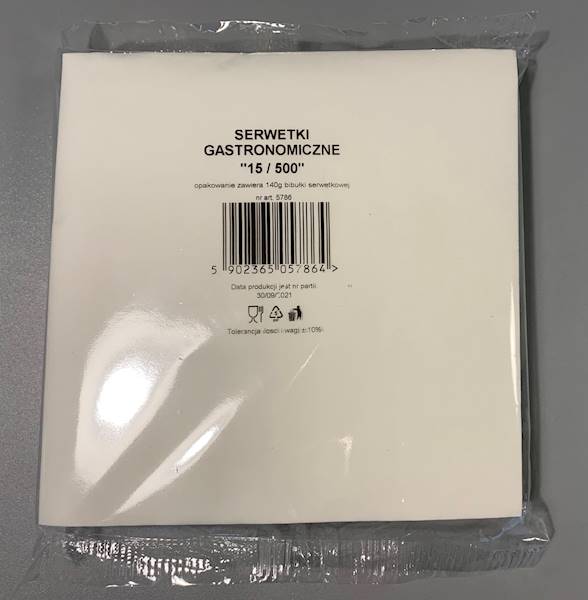 SERWETKI
GASTRONOMICZNE
"15 / 500"
opakowanie zawiera 140g bibułki serwetkowej
nr art. 5786
5 902365 057864 >
Data produkcji jest nr partii.
30/09/2021
5
Tolerancja ilości i wagi ±10%